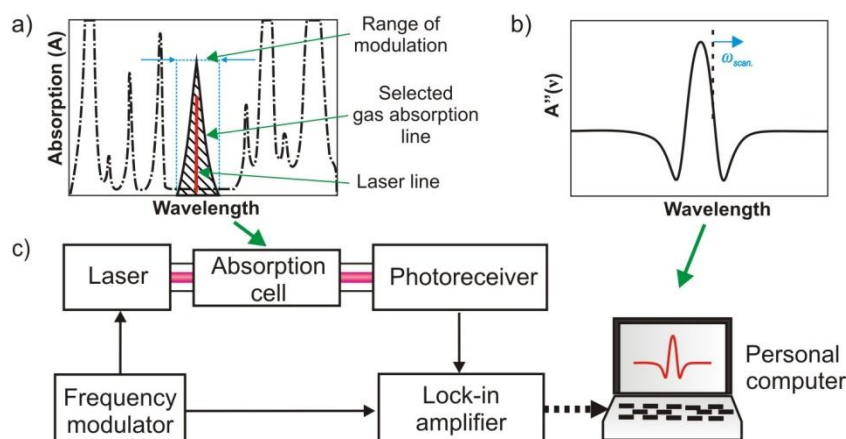 a)
Absorption (A)
Range of
modulation
Selected
gas absorption
line
Laser line
Wavelength
b)
A”(ν)
ω scan.
Wavelength
c)
Laser
Absorption
cell
Photoreceiver
Frequency
modulator
Lock-in
amplifier
Personal
computer